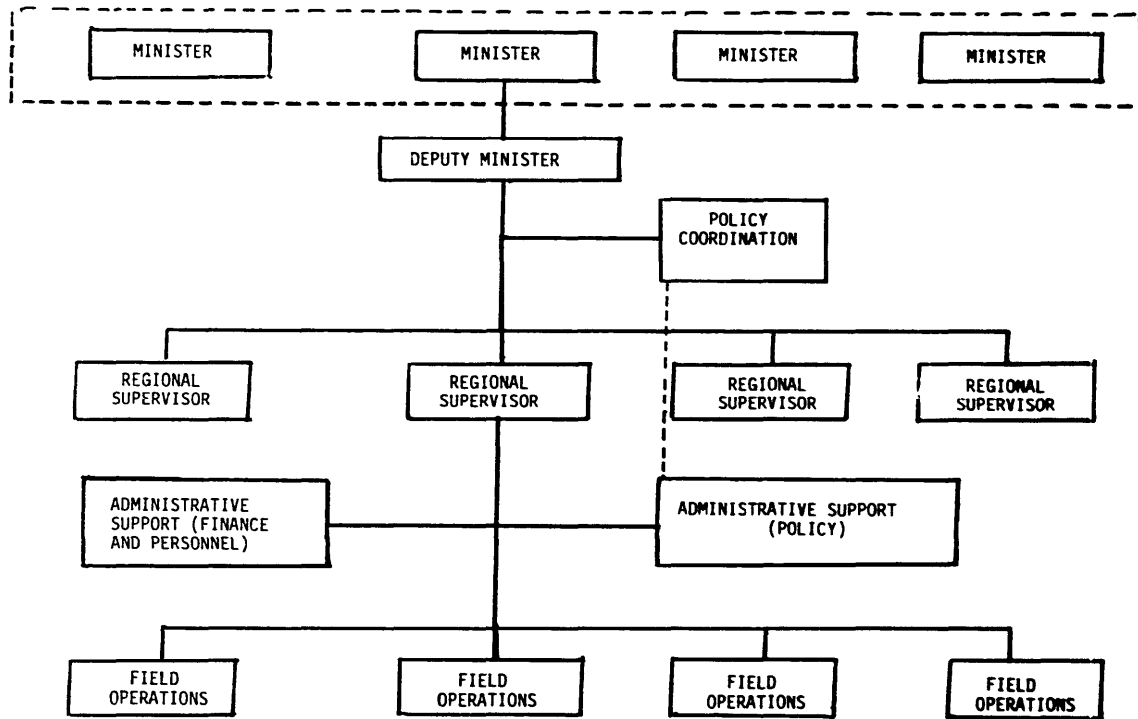 MINISTER
MINISTER
MINISTER
MINISTER
DEPUTY MINISTER
POLICY
COORDINATION
REGIONAL
SUPERVISOR
REGIONAL
SUPERVISOR
REGIONAL
SUPERVISOR
REGIONAL
SUPERVISOR
ADMINISTRATIVE
SUPPORT (FINANCE
AND PERSONNEL)
ADMINISTRATIVE SUPPORT
(POLICY)
FIELD
OPERATIONS
FIELD
OPERATIONS
FIELD
OPERATIONS
FIELD
OPERATIONS